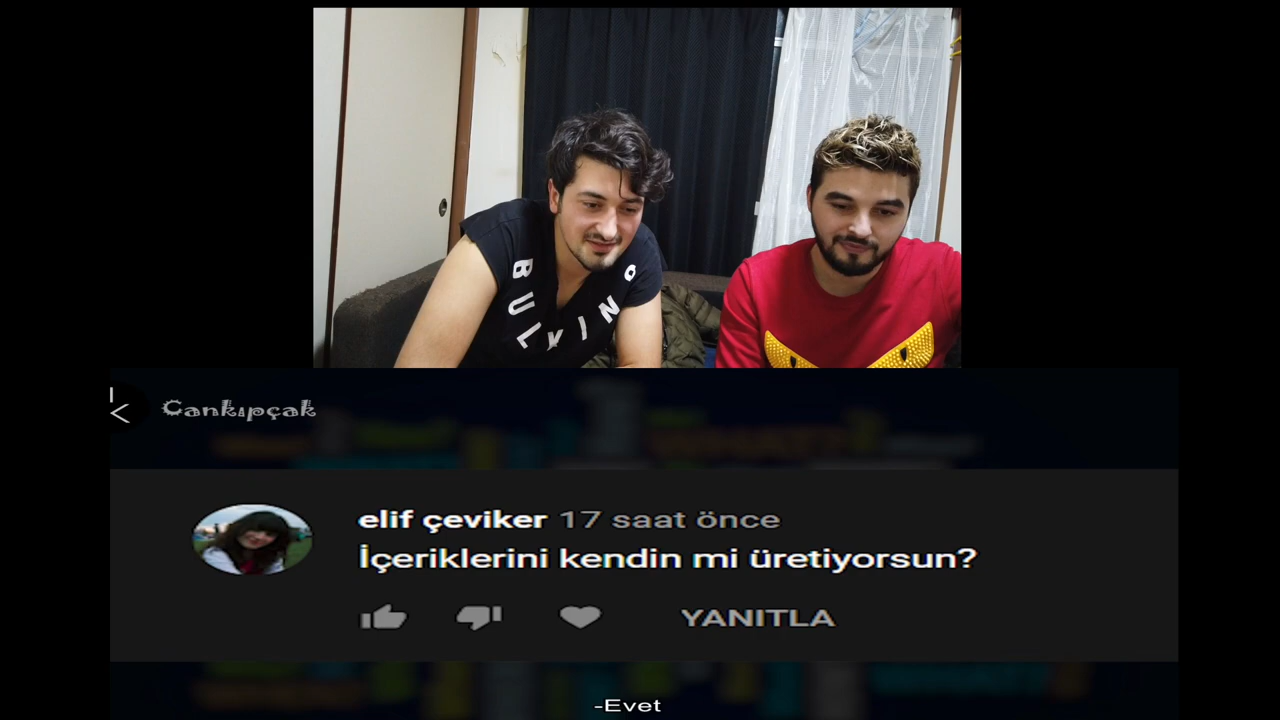 BULKING
Cankıpçak
elif çeviker 17 saat önce
İçeriklerini kendin mi üretiyorsun?
YANITLA
-Evet